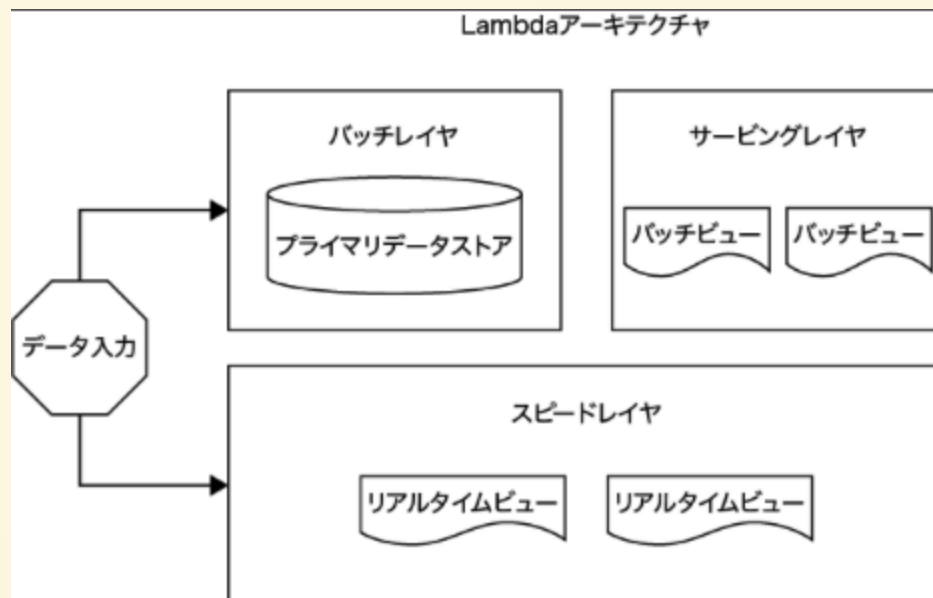 Lambdaアーキテクチャ
バッチレイヤ
プライマリデータストア
サービングレイヤ
バッチビュー
バッチビュー
データ入力
スピードレイヤ
リアルタイムビュー
リアルタイムビュー